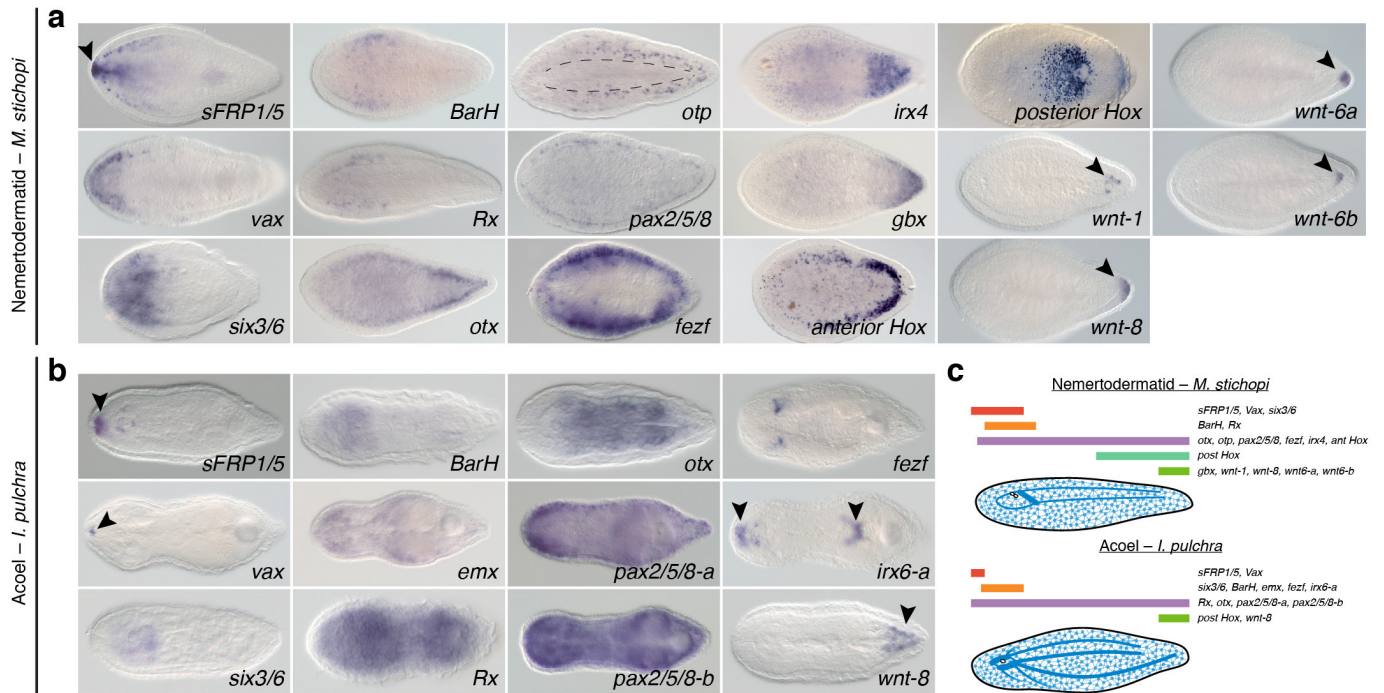 a
Nemertodermatid – M. stichopi
sFRP1/5
BarH
otp
irx4
posterior Hox
wnt-6a
vax
Rx
pax2/5/8
gbx
wnt-1
wnt-6b
six3/6
otx
fezf
anterior Hox
wnt-8
b
Acoel – I. pulchra
sFRP1/5
BarH
otx
fezf
vax
emx
pax2/5/8-a
irx6-a
six3/6
Rx
pax2/5/8-b
wnt-8
c
Nemertodermatid – M. stichopi
sFRP1/5, Vax, six3/6
BarH, Rx
otx, otp, pax2/5/8, fezf, irx4, ant Hox
post Hox
gbx, wnt-1, wnt-8, wnt6-a, wnt6-b
Acoel – I. pulchra
sFRP1/5, Vax
six3/6, BarH, emx, fezf, irx6-a
Rx, otx, pax2/5/8-a, pax2/5/8-b
post Hox, wnt-8